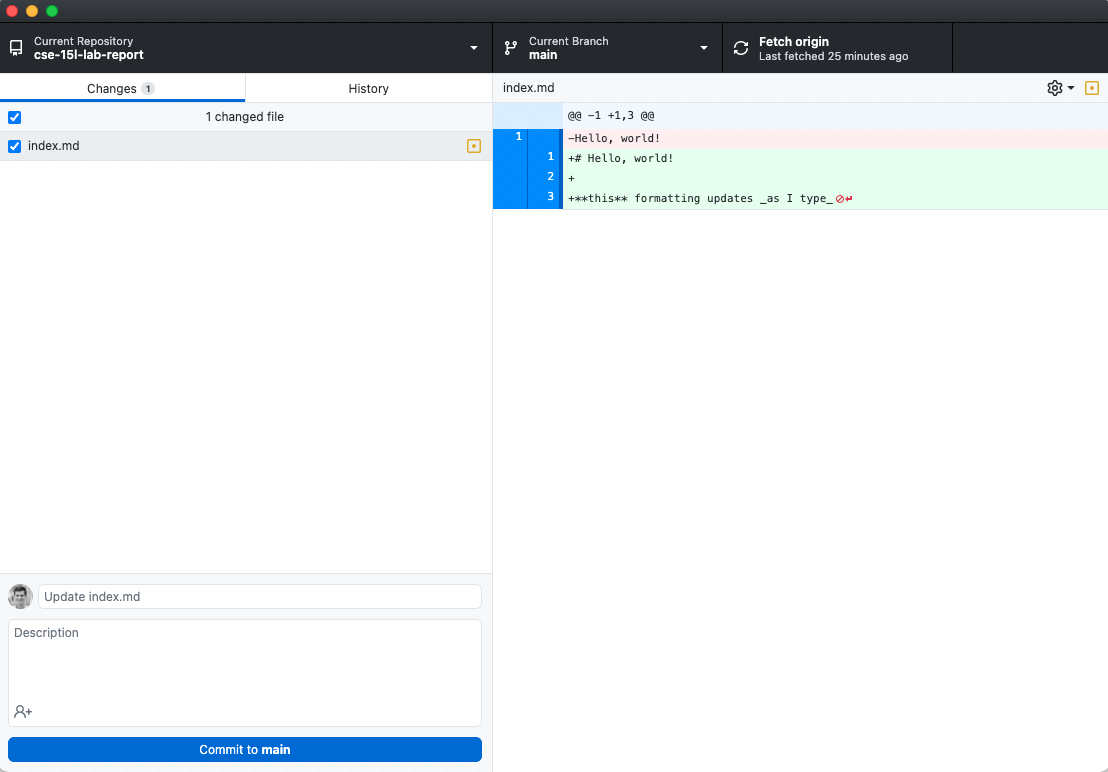 Current Repository
cse-15l-lab-report
Current Branch
main
Fetch origin
Last fetched 25 minutes ago
Changes 1
History
1 changed file
index.md
index.md
@@ -1 +1,3 @@
1 -Hello, world!
1 +# Hello, world!
2 +
3 +**this** formatting updates _as I type_
Update index.md
Description
Commit to main